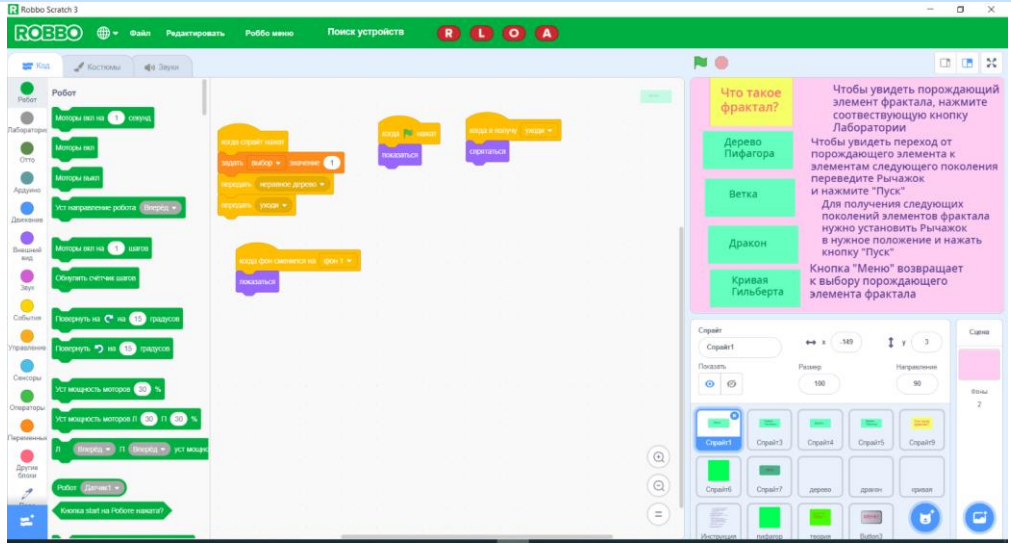 Robbo Scratch 3
ROBBO
Файл
Редактировать
Роббо меню
Поиск устройств
R
L
O
A
Код
Костюмы
Звуки
Робот
Лаборатория
Отто
Ардуино
Движение
Внешний
вид
Звук
События
Управление
Сенсоры
Операторы
Переменные
Другие
блоки
Робот
Моторы вкл на 1 секунд
Моторы вкл
Моторы выкл
Уст направление робота Вперёд
Моторы вкл на 1 шагов
Обнулить счётчик шагов
Повернуть на 15 градусов
Повернуть на 15 градусов
Уст мощность моторов 30 %
Уст мощность моторов Л 30 П 30 %
Л Вперёд П Вперёд уст мощно
Робот Датчик1
Кнопка start на Роботе нажата?
когда спрайт нажат
задать выбор значение 1
передать неравное дерево
передать уходи
когда нажат
показаться
когда я получу уходи
спрятаться
когда фон сменится на фон 1
показаться
Что такое
фрактал?
Дерево
Пифагора
Ветка
Дракон
Кривая
Гильберта
Чтобы увидеть порождающий
элемент фрактала, нажмите
соотвествующую кнопку
Лаборатории
Чтобы увидеть переход от
порождающего элемента к
элементам следующего поколения
переведите Рычажок
и нажмите "Пуск"
Для получения следующих
поколений элементов фрактала
нужно установить Рычажок
в нужное положение и нажать
кнопку "Пуск"
Кнопка "Меню" возвращает
к выбору порождающего
элемента фрактала
Спрайт
Спрайт1
x -149
y 3
Показать
Размер
100
Направление
90
Сцена
Фоны
2
Спрайт1
Спрайт3
Спрайт4
Спрайт5
Спрайт9
Спрайт6
Спрайт7
дерево
дракон
кривая
Инструкция
пифагор
теория
Button3